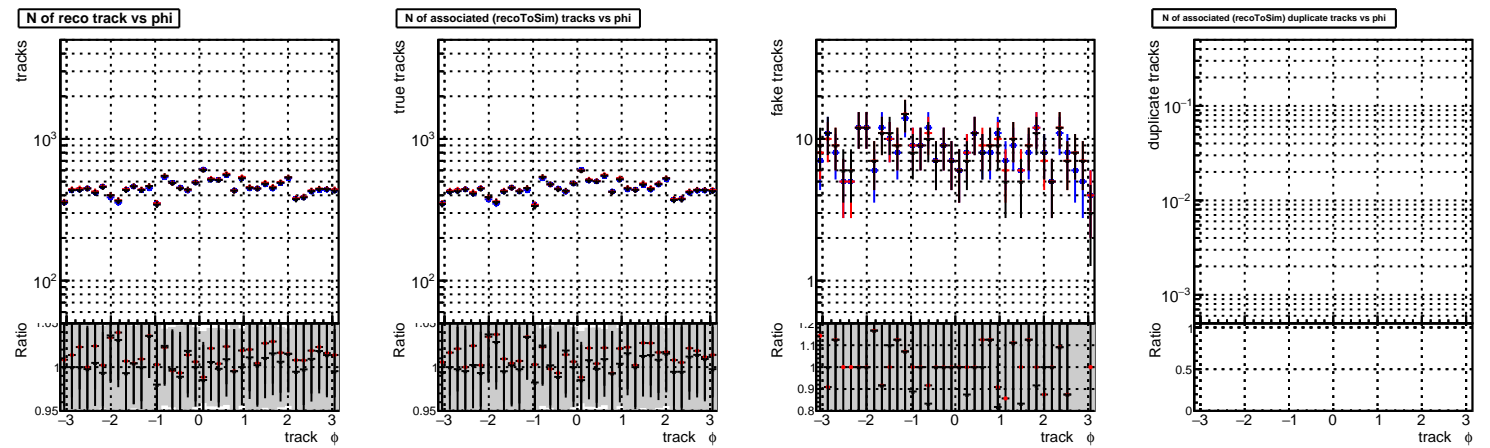 N of reco track vs phi
tracks
10³
10²
Ratio
1
0.95
−3 −2 −1 0 1 2 3
track ϕ
N of associated (recoToSim) tracks vs phi
true tracks
10³
10²
Ratio
1
0.95
−3 −2 −1 0 1 2 3
track ϕ
fake tracks
10
1
Ratio
1.2
1.1
1
0.9
0.8
−3 −2 −1 0 1 2 3
track ϕ
N of associated (recoToSim) duplicate tracks vs phi
duplicate tracks
10⁻¹
10⁻²
10⁻³
Ratio
1
0.5
0
−3 −2 −1 0 1 2 3
track ϕ